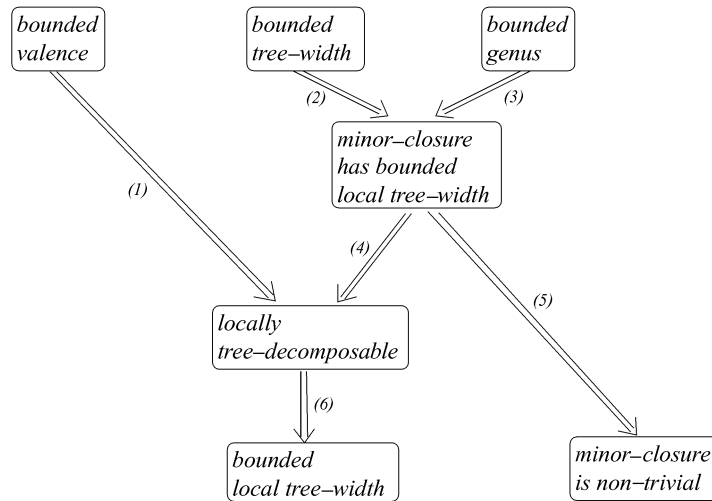 bounded
valence
bounded
tree–width
bounded
genus
(2)
(3)
minor–closure
has bounded
local tree–width
(1)
(4)
(5)
locally
tree–decomposable
(6)
bounded
local tree–width
minor–closure
is non–trivial